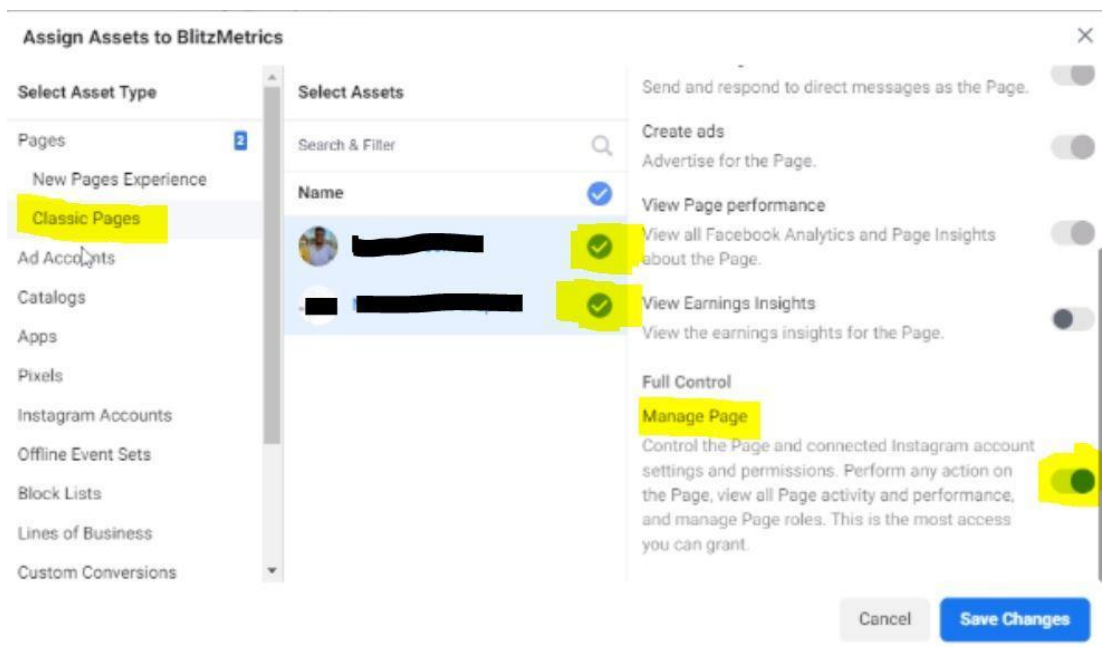 Assign Assets to BlitzMetrics
Select Asset Type
Pages
2
New Pages Experience
Classic Pages
Ad Accounts
Catalogs
Apps
Pixels
Instagram Accounts
Offline Event Sets
Block Lists
Lines of Business
Custom Conversions
Select Assets
Search & Filter
Name
Send and respond to direct messages as the Page.
Create ads
Advertise for the Page.
View Page performance
View all Facebook Analytics and Page Insights
about the Page.
View Earnings Insights
View the earnings insights for the Page.
Full Control
Manage Page
Control the Page and connected Instagram account
settings and permissions. Perform any action on
the Page, view all Page activity and performance,
and manage Page roles. This is the most access
you can grant.
Cancel
Save Changes